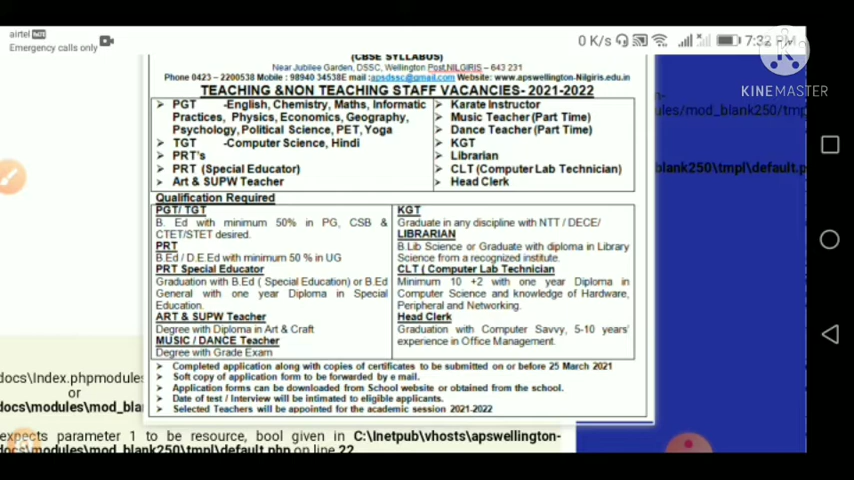 airtel VoLTE
Emergency calls only
0 K/s 7:32 PM
KINEMASTER
(CBSE SYLLABUS)
Near Jubilee Garden, DSSC, Wellington Post,NILGIRIS – 643 231
Phone 0423 – 2200538 Mobile : 98940 34538E mail :apsdssc@gmail.com Website: www.apswellington-Nilgiris.edu.in
TEACHING &NON TEACHING STAFF VACANCIES- 2021-2022
➢ PGT -English, Chemistry, Maths, Informatic
Practices, Physics, Economics, Geography,
Psychology, Political Science, PET, Yoga
➢ TGT -Computer Science, Hindi
➢ PRT's
➢ PRT (Special Educator)
➢ Art & SUPW Teacher
➢ Karate Instructor
➢ Music Teacher (Part Time)
➢ Dance Teacher (Part Time)
➢ KGT
➢ Librarian
➢ CLT (Computer Lab Technician)
➢ Head Clerk
Qualification Required
PGT/ TGT
B. Ed with minimum 50% in PG, CSB &
CTET/STET desired.
PRT
B.Ed / D.E.Ed with minimum 50 % in UG
PRT Special Educator
Graduation with B.Ed ( Special Education) or B.Ed
General with one year Diploma in Special
Education.
ART & SUPW Teacher
Degree with Diploma in Art & Craft
MUSIC / DANCE Teacher
Degree with Grade Exam
KGT
Graduate in any discipline with NTT / DECE/
LIBRARIAN
B.Lib Science or Graduate with diploma in Library
Science from a recognized institute.
CLT ( Computer Lab Technician
Minimum 10 +2 with one year Diploma in
Computer Science and knowledge of Hardware,
Peripheral and Networking.
Head Clerk
Graduation with Computer Savvy, 5-10 years'
experience in Office Management.
➢ Completed application along with copies of certificates to be submitted on or before 25 March 2021
➢ Soft copy of application form to be forwarded by e mail.
➢ Application forms can be downloaded from School website or obtained from the school.
➢ Date of test / Interview will be intimated to eligible applicants.
➢ Selected Teachers will be appointed for the academic session 2021-2022
ules/mod_blank250/tmp
blank250\tmpl\default.p
docs\Index.phpmodules
or
docs\modules\mod_bla
expects parameter 1 to be resource, bool given in C:\Inetpub\vhosts\apswellington-
docs\modules\mod_blank250\tmpl\default.php on line 22